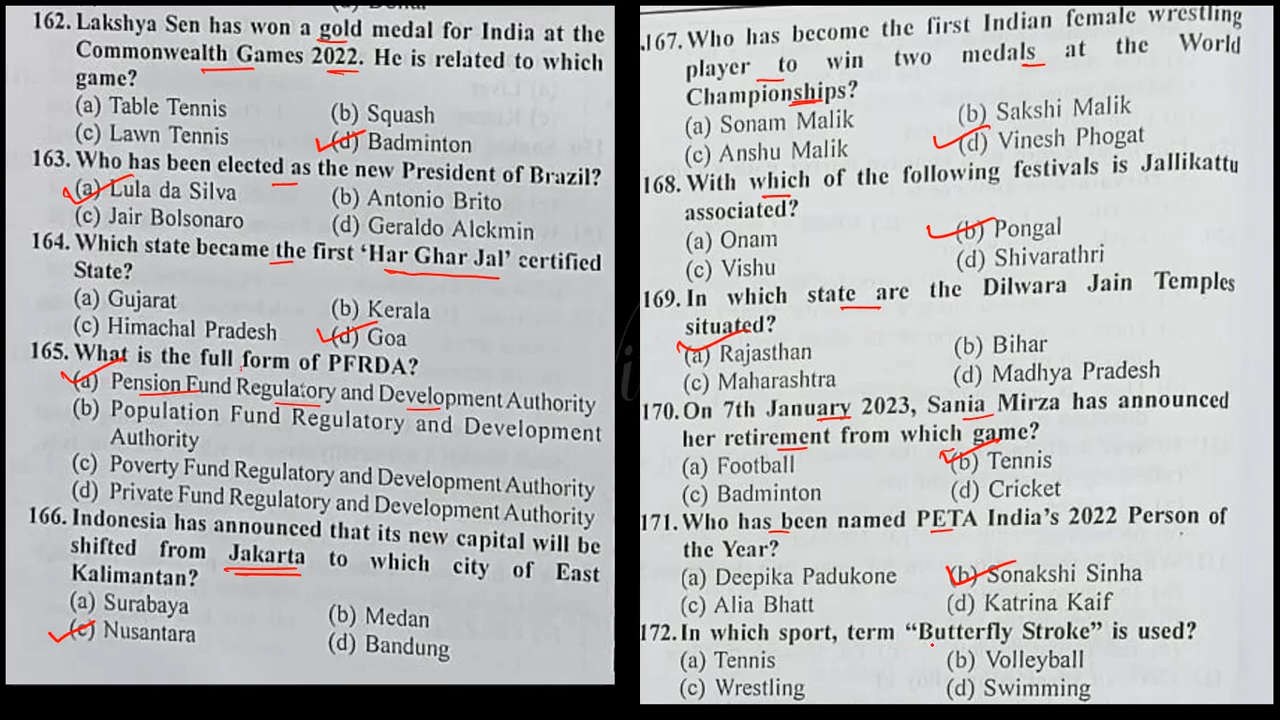 162. Lakshya Sen has won a gold medal for India at the
Commonwealth Games 2022. He is related to which
game?
(a) Table Tennis (b) Squash
(c) Lawn Tennis (d) Badminton
163. Who has been elected as the new President of Brazil?
(a) Lula da Silva (b) Antonio Brito
(c) Jair Bolsonaro (d) Geraldo Alckmin
164. Which state became the first ‘Har Ghar Jal’ certified
State?
(a) Gujarat (b) Kerala
(c) Himachal Pradesh (d) Goa
165. What is the full form of PFRDA?
(a) Pension Fund Regulatory and Development Authority
(b) Population Fund Regulatory and Development
Authority
(c) Poverty Fund Regulatory and Development Authority
(d) Private Fund Regulatory and Development Authority
166. Indonesia has announced that its new capital will be
shifted from Jakarta to which city of East
Kalimantan?
(a) Surabaya (b) Medan
(c) Nusantara (d) Bandung
167. Who has become the first Indian female wrestling
player to win two medals at the World
Championships?
(a) Sonam Malik (b) Sakshi Malik
(c) Anshu Malik (d) Vinesh Phogat
168. With which of the following festivals is Jallikattu
associated?
(a) Onam (b) Pongal
(c) Vishu (d) Shivarathri
169. In which state are the Dilwara Jain Temples
situated?
(a) Rajasthan (b) Bihar
(c) Maharashtra (d) Madhya Pradesh
170. On 7th January 2023, Sania Mirza has announced
her retirement from which game?
(a) Football (b) Tennis
(c) Badminton (d) Cricket
171. Who has been named PETA India’s 2022 Person of
the Year?
(a) Deepika Padukone (b) Sonakshi Sinha
(c) Alia Bhatt (d) Katrina Kaif
172. In which sport, term “Butterfly Stroke” is used?
(a) Tennis (b) Volleyball
(c) Wrestling (d) Swimming